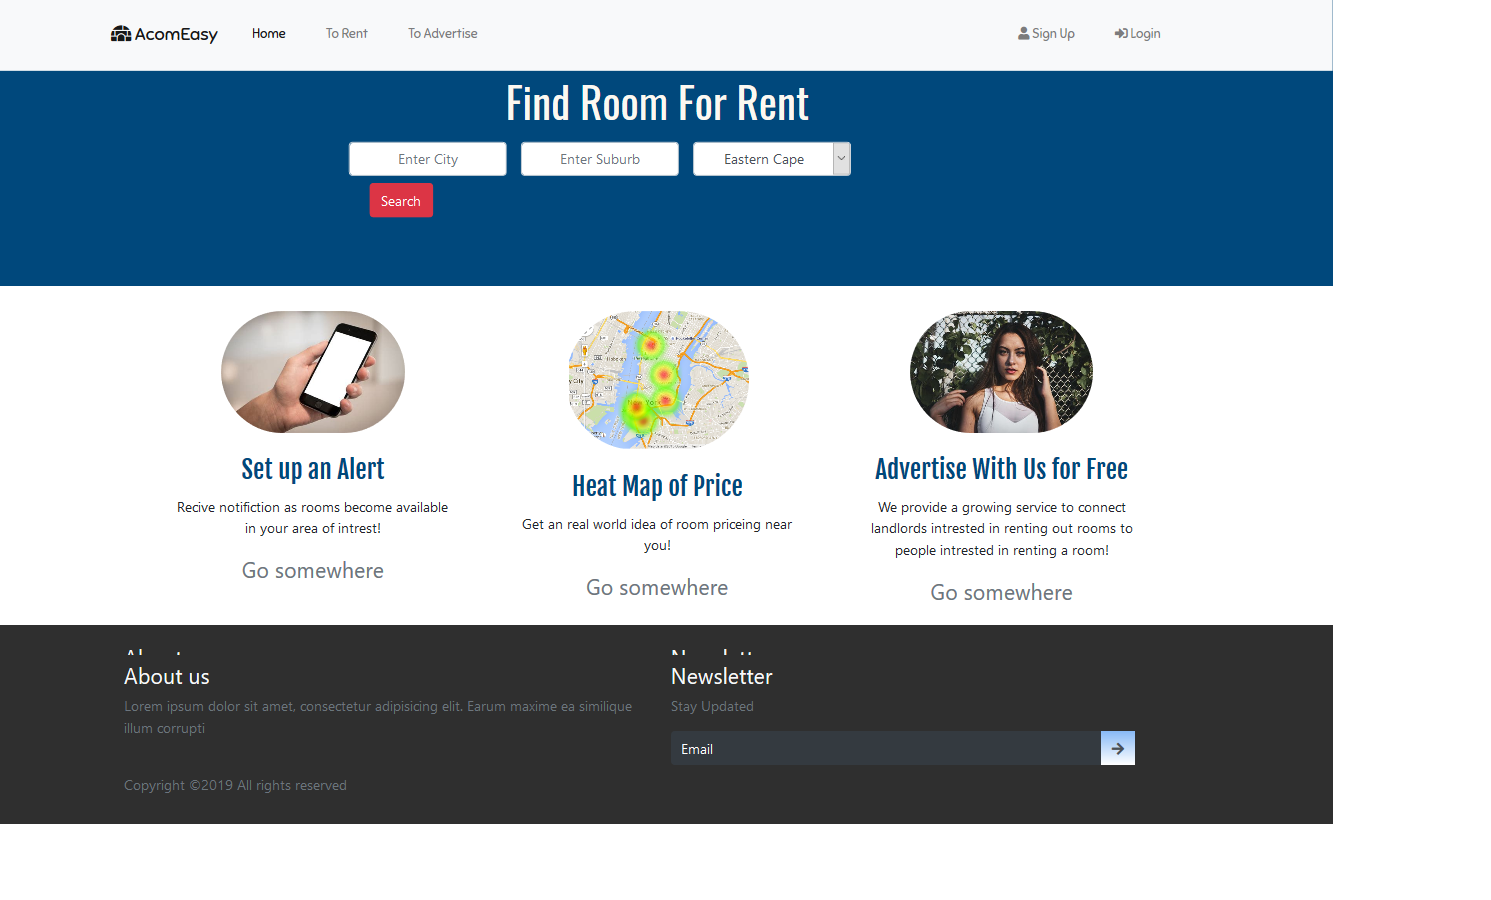 AcomEasy
Home
To Rent
To Advertise
Sign Up
Login
Find Room For Rent
Enter City
Enter Suburb
Eastern Cape
Search
Set up an Alert
Recive notifiction as rooms become available
in your area of intrest!
Go somewhere
Heat Map of Price
Get an real world idea of room priceing near
you!
Go somewhere
Advertise With Us for Free
We provide a growing service to connect
landlords intrested in renting out rooms to
people intrested in renting a room!
Go somewhere
About us
Lorem ipsum dolor sit amet, consectetur adipisicing elit. Earum maxime ea similique
illum corrupti
Copyright ©2019 All rights reserved
Newsletter
Stay Updated
Email